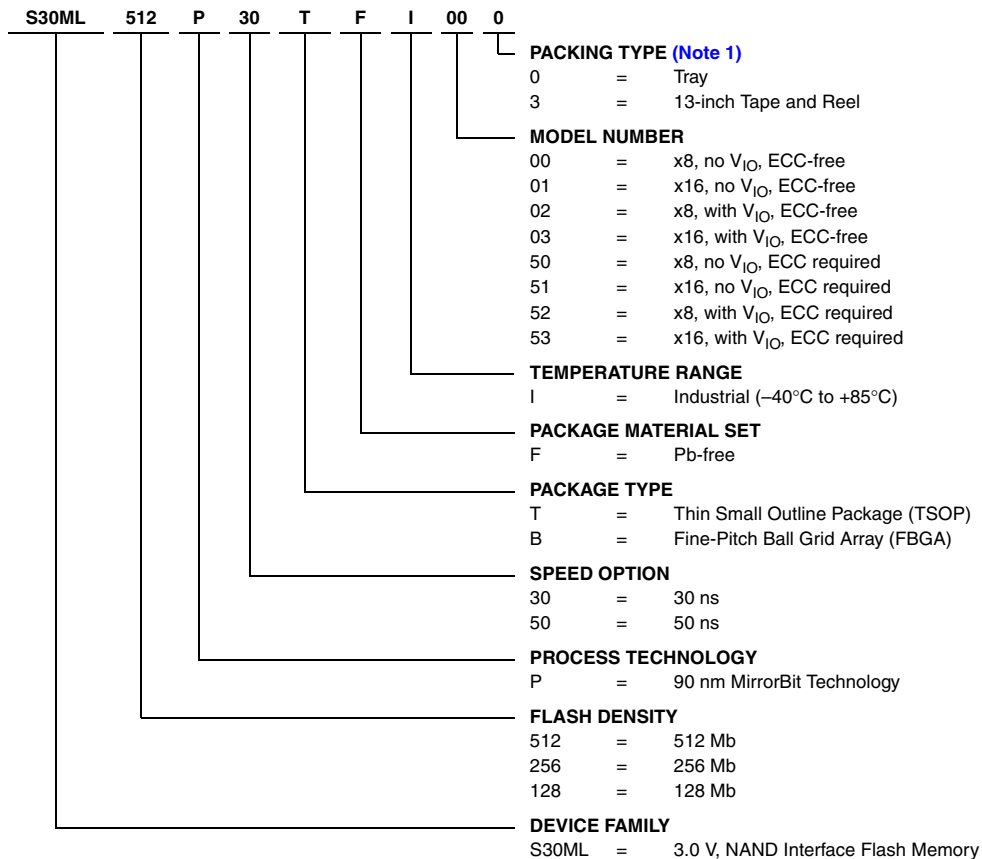 S30ML 512 P 30 T F I 00 0
PACKING TYPE (Note 1)
0 = Tray
3 = 13-inch Tape and Reel
MODEL NUMBER
00 = x8, no VIO, ECC-free
01 = x16, no VIO, ECC-free
02 = x8, with VIO, ECC-free
03 = x16, with VIO, ECC-free
50 = x8, no VIO, ECC required
51 = x16, no VIO, ECC required
52 = x8, with VIO, ECC required
53 = x16, with VIO, ECC required
TEMPERATURE RANGE
I = Industrial (–40°C to +85°C)
PACKAGE MATERIAL SET
F = Pb-free
PACKAGE TYPE
T = Thin Small Outline Package (TSOP)
B = Fine-Pitch Ball Grid Array (FBGA)
SPEED OPTION
30 = 30 ns
50 = 50 ns
PROCESS TECHNOLOGY
P = 90 nm MirrorBit Technology
FLASH DENSITY
512 = 512 Mb
256 = 256 Mb
128 = 128 Mb
DEVICE FAMILY
S30ML = 3.0 V, NAND Interface Flash Memory